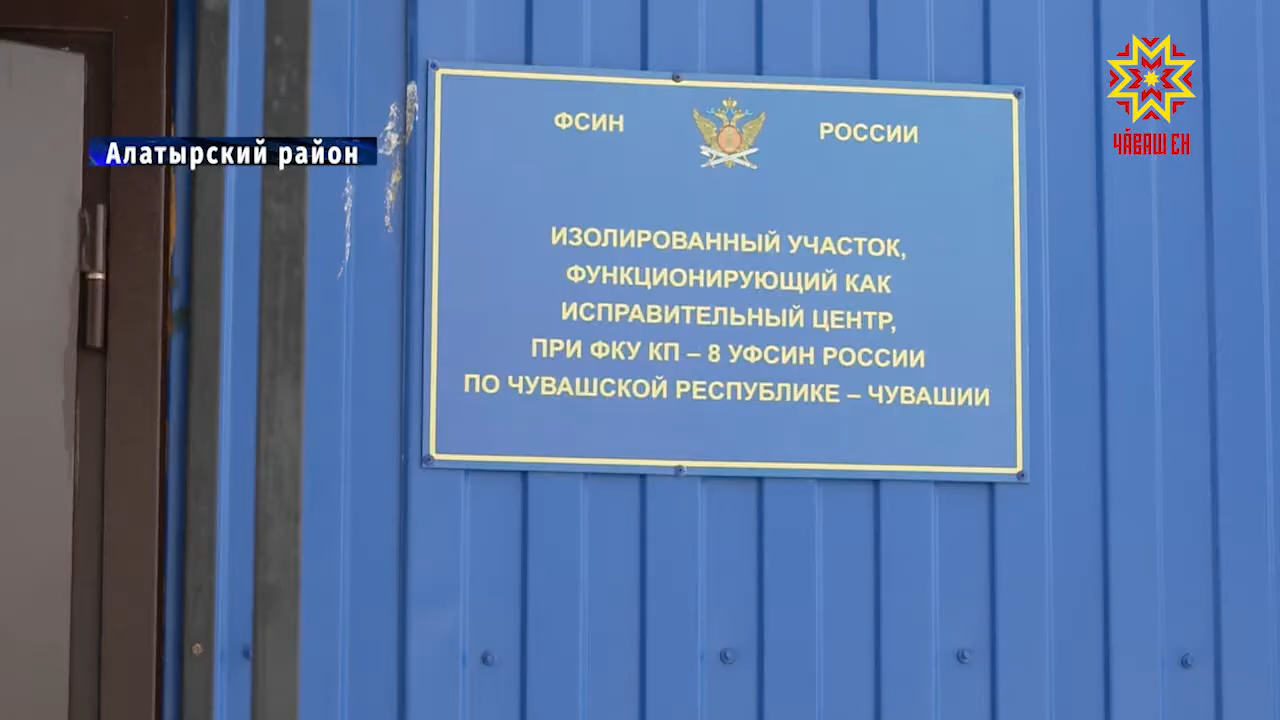 Алатырский район
ЧӐВАШ ЕН
ФСИН РОССИИ
ИЗОЛИРОВАННЫЙ УЧАСТОК,
ФУНКЦИОНИРУЮЩИЙ КАК
ИСПРАВИТЕЛЬНЫЙ ЦЕНТР,
ПРИ ФКУ КП – 8 УФСИН РОССИИ
ПО ЧУВАШСКОЙ РЕСПУБЛИКЕ – ЧУВАШИИ